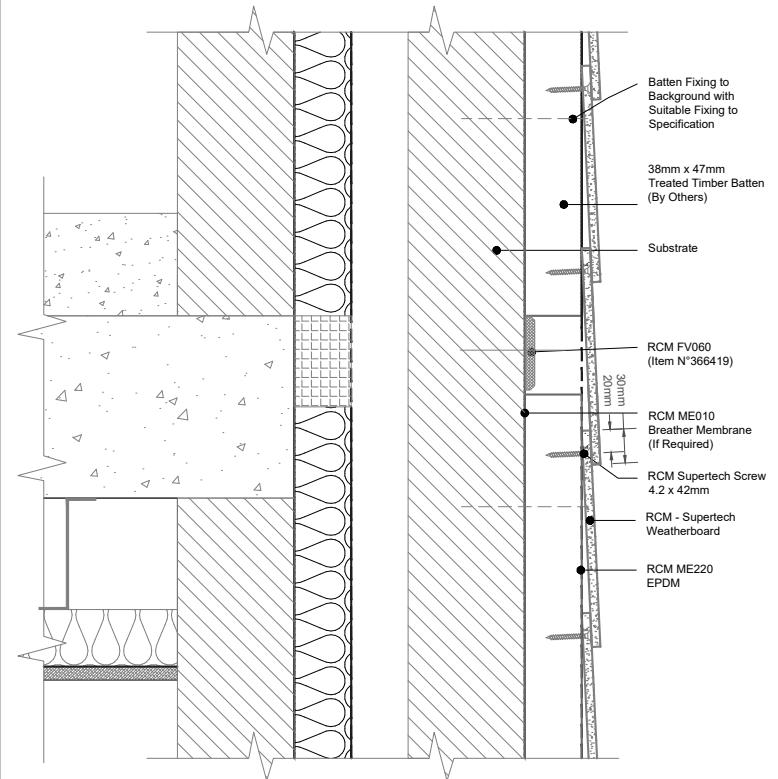 Batten Fixing to
Background with
Suitable Fixing to
Specification
38mm x 47mm
Treated Timber Batten
(By Others)
Substrate
RCM FV060
(Item N°366419)
30mm
20mm
RCM ME010
Breather Membrane
(If Required)
RCM Supertech Screw
4.2 x 42mm
RCM - Supertech
Weatherboard
RCM ME220
EPDM